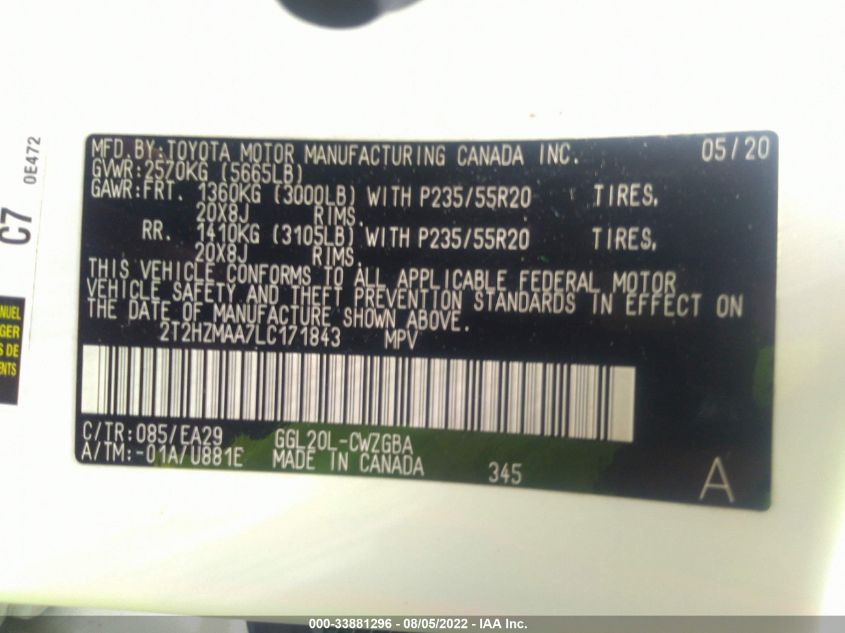 MFD.BY:TOYOTA MOTOR MANUFACTURING CANADA INC. 05/20
GVWR:2570KG (5665LB)
GAWR:FRT. 1360KG (3000LB) WITH P235/55R20 TIRES,
20X8J RIMS.
RR. 1410KG (3105LB) WITH P235/55R20 TIRES,
20X8J RIMS.
THIS VEHICLE CONFORMS TO ALL APPLICABLE FEDERAL MOTOR
VEHICLE SAFETY AND THEFT PREVENTION STANDARDS IN EFFECT ON
THE DATE OF MANUFACTURE SHOWN ABOVE.
2T2HZMAA7LC171843 MPV
C/TR:085/EA29 GGL20L-CWZGBA
A/TM:-01A/U881E MADE IN CANADA 345 A
C7 0E472
NUEL
GER
S DE
ENTS
000-33881296 - 08/05/2022 - IAA Inc.